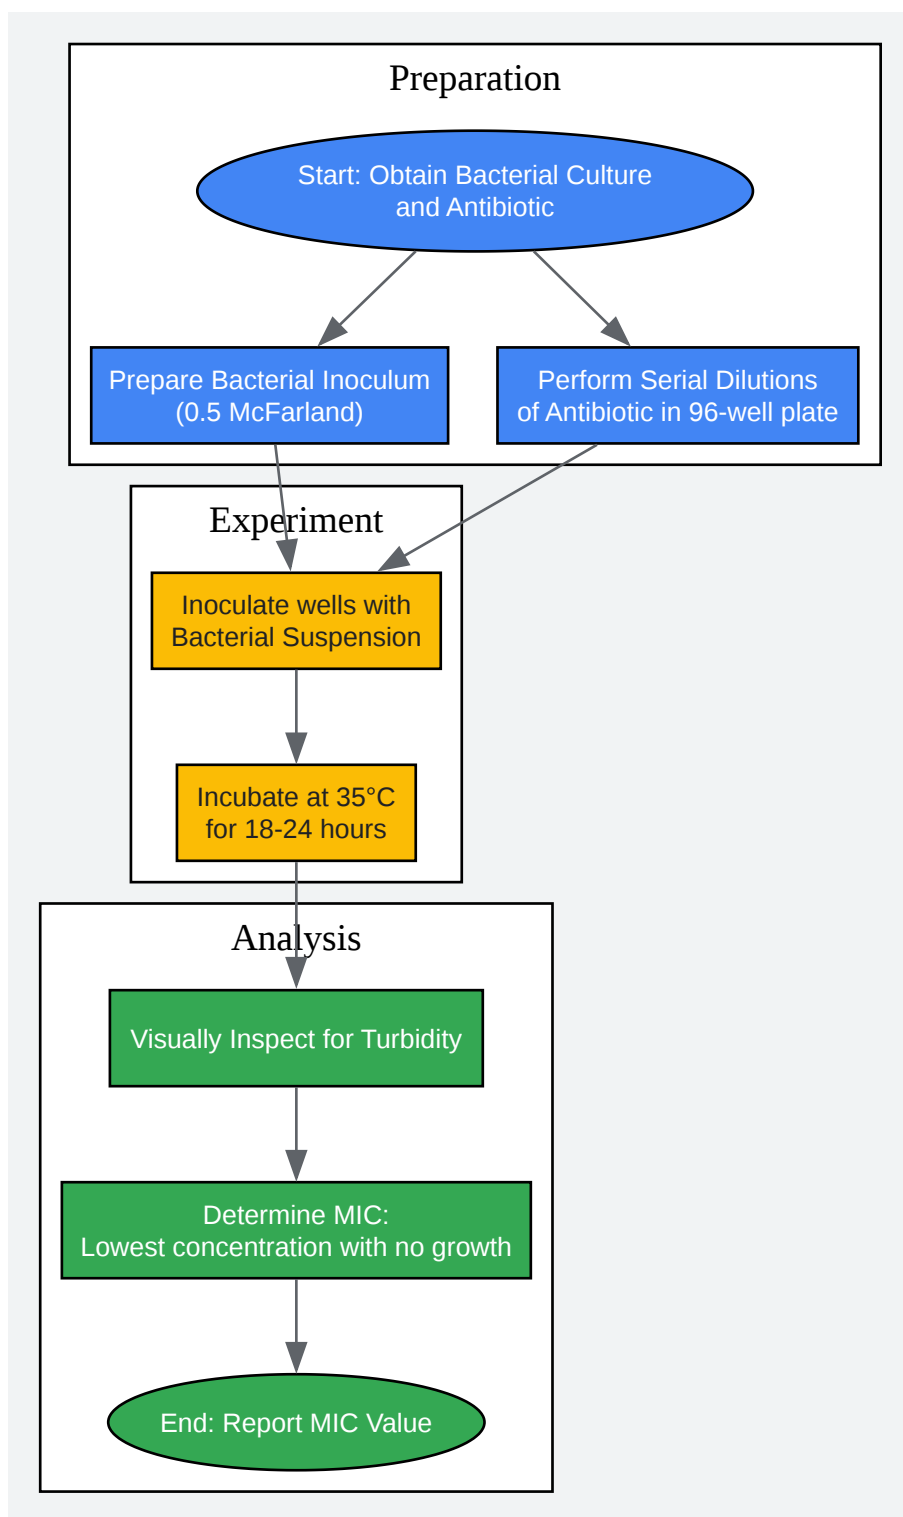 Preparation
Start: Obtain Bacterial Culture
and Antibiotic
Prepare Bacterial Inoculum
(0.5 McFarland)
Perform Serial Dilutions
of Antibiotic in 96-well plate
Experiment
Inoculate wells with
Bacterial Suspension
Incubate at 35°C
for 18-24 hours
Analysis
Visually Inspect for Turbidity
Determine MIC:
Lowest concentration with no growth
End: Report MIC Value